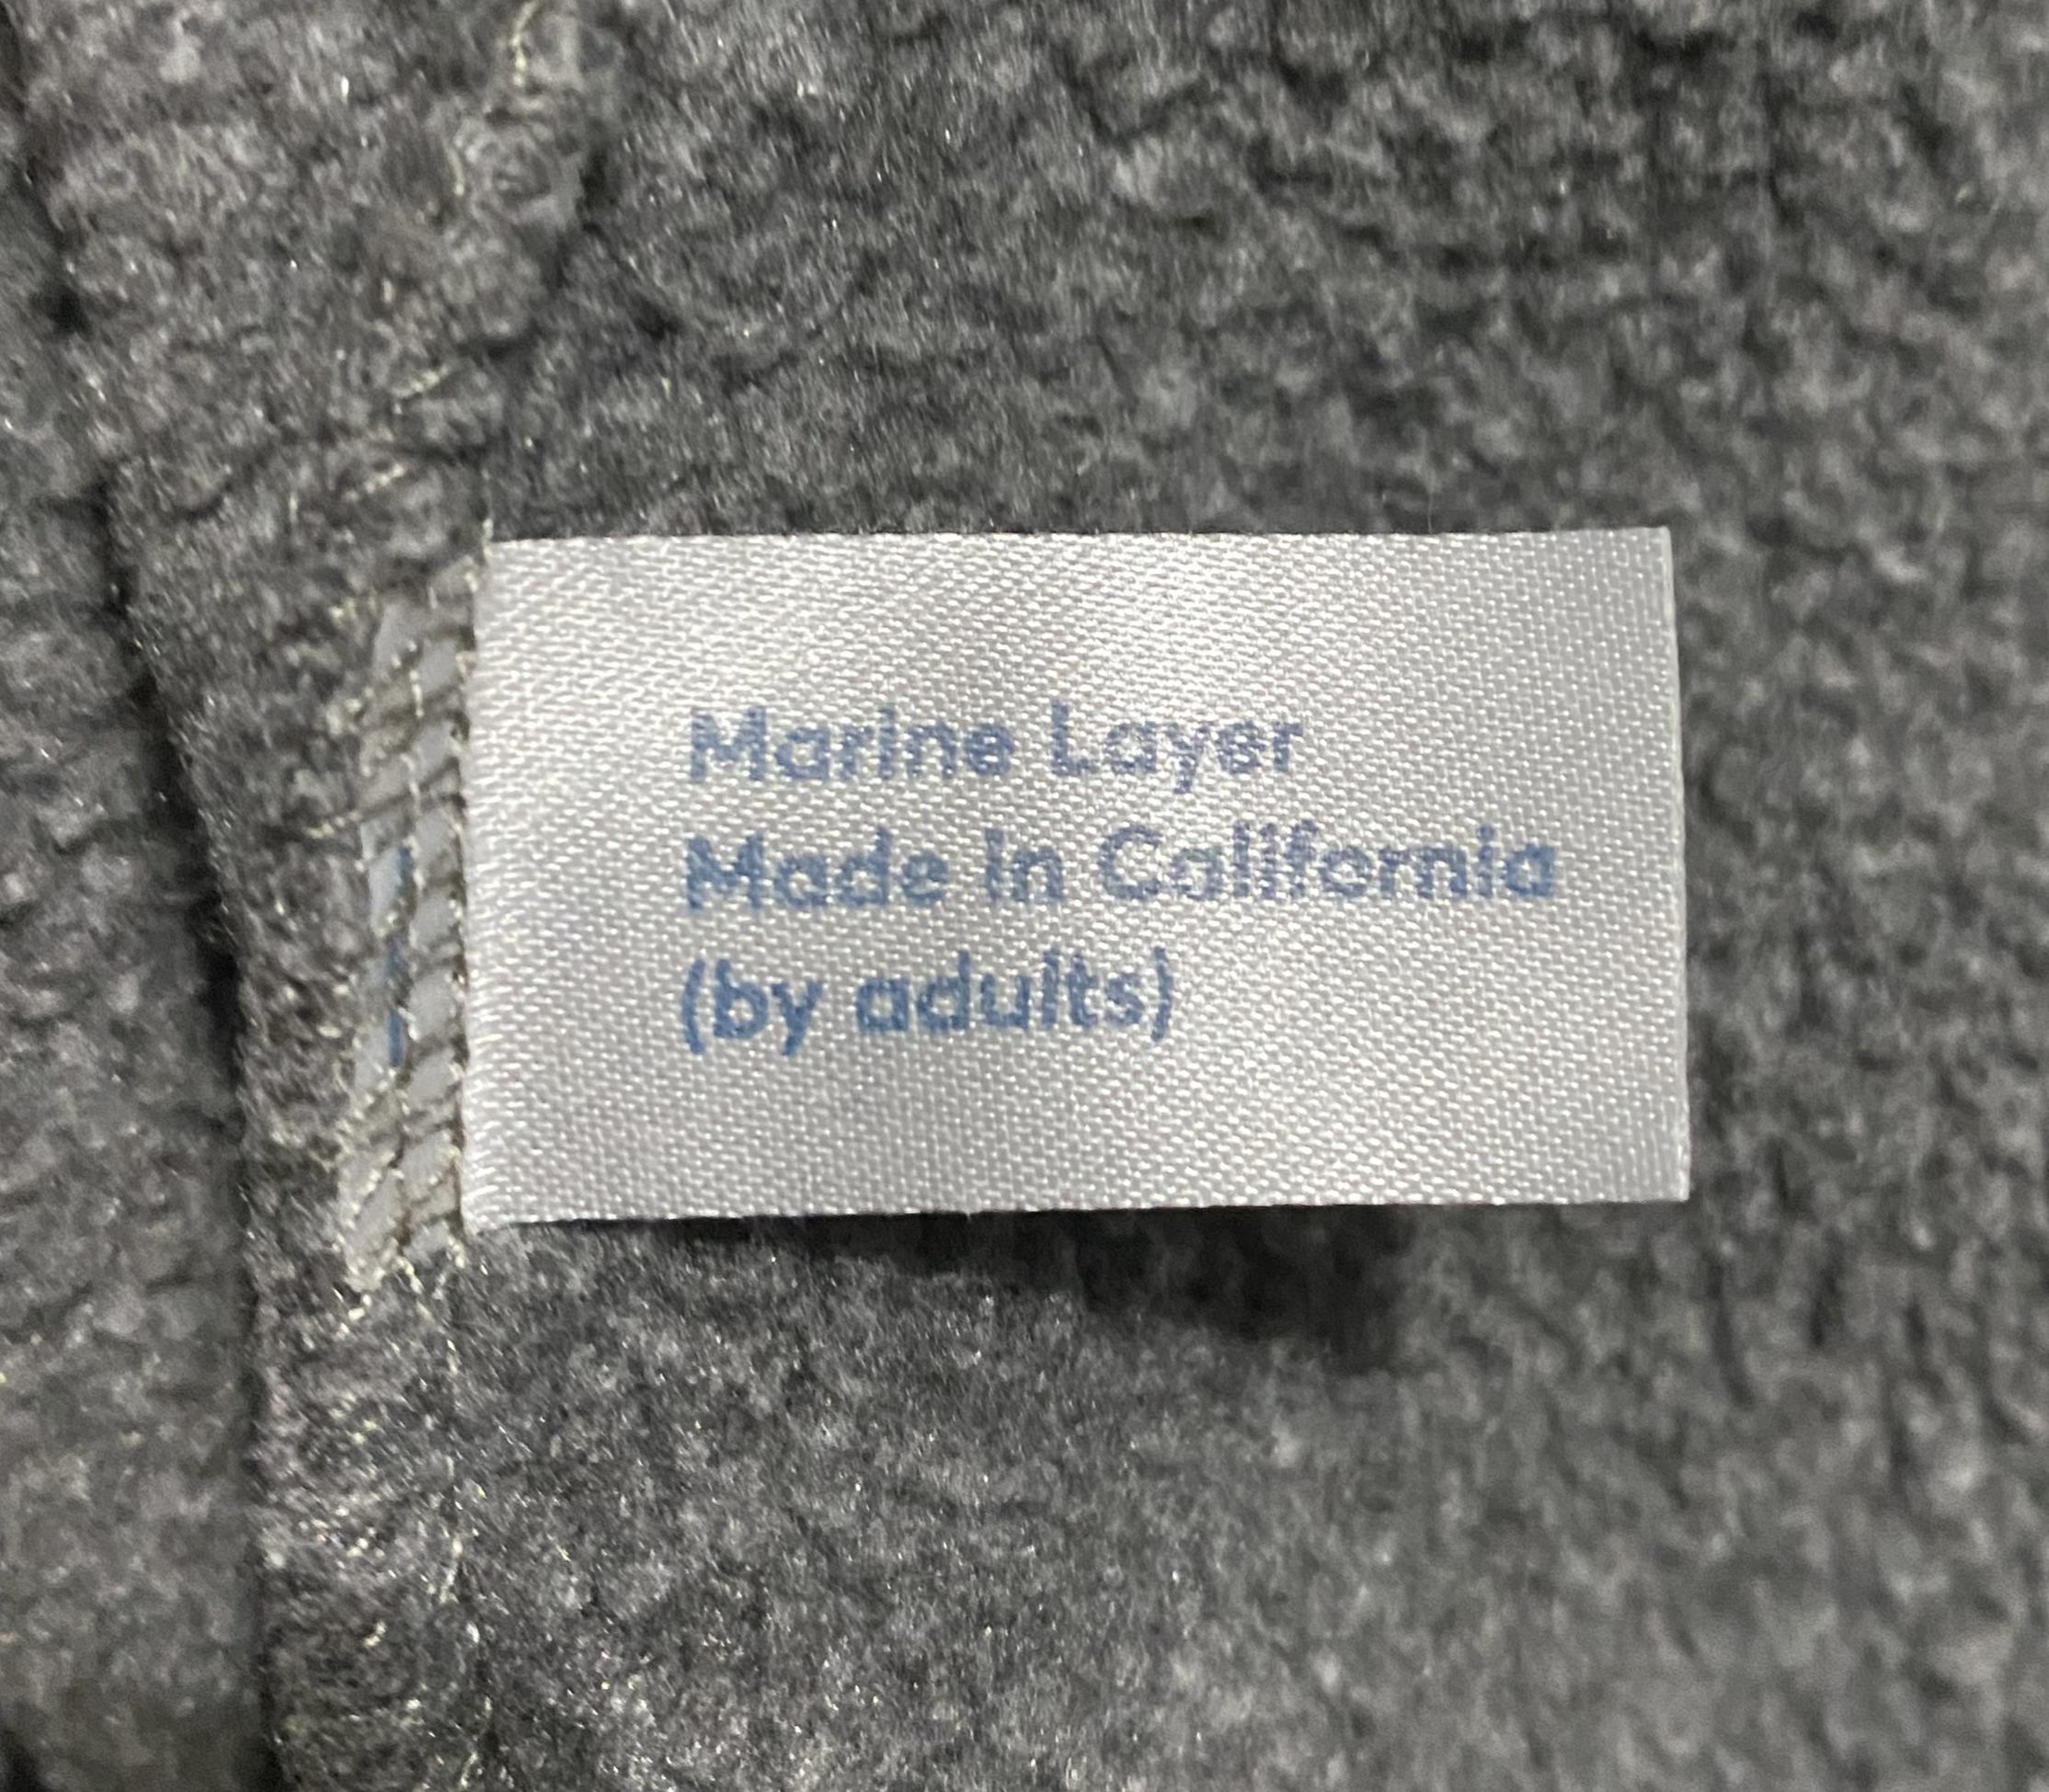 Marine Layer
Made in California
(by adults)